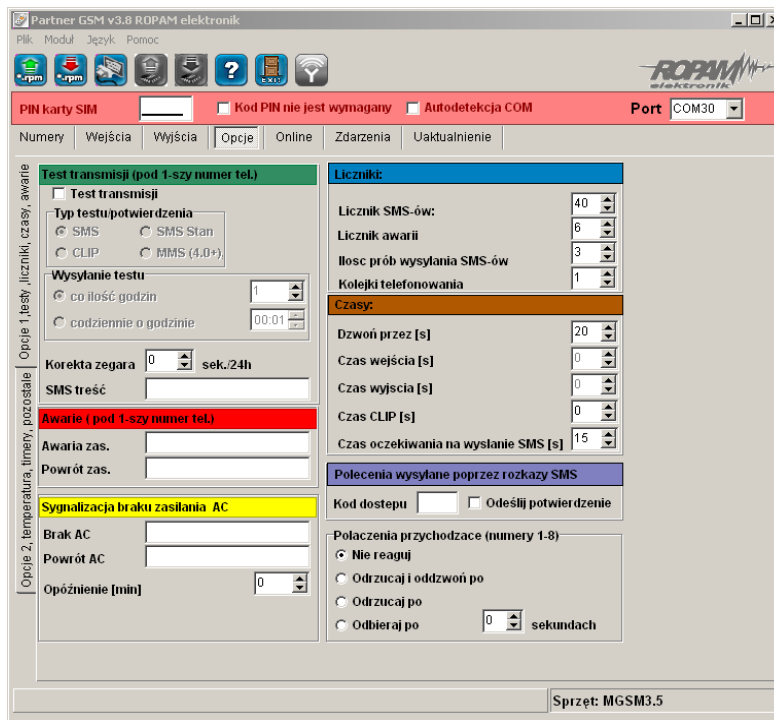 Partner GSM v3.8 ROPAM elektronik
Plik Moduł Język Pomoc
.rpm .rpm ? EXIT
ROPAM
elektronik
PIN karty SIM Kod PIN nie jest wymagany Autodetekcja COM Port COM30
Numery Wejścia Wyjścia Opcje Online Zdarzenia Uaktualnienie
Opcje 1,testy ,liczniki, czasy, awarie
Opcje 2, temperatura, timery, pozostałe
Test transmisji (pod 1-szy numer tel.)
Test transmisji
Typ testu/potwierdzenia
SMS SMS Stan
CLIP MMS (4.0+),
Wysyłanie testu
co ilość godzin 1
codziennie o godzinie 00:01
Korekta zegara 0 sek./24h
SMS treść
Awarie ( pod 1-szy numer tel.)
Awaria zas.
Powrót zas.
Sygnalizacja braku zasilania AC
Brak AC
Powrót AC
Opóźnienie [min] 0
Liczniki:
Licznik SMS-ów: 40
Licznik awarii 6
Ilosc prób wysyłania SMS-ów 3
Kolejki telefonowania 1
Czasy:
Dzwoń przez [s] 20
Czas wejścia [s] 0
Czas wyjscia [s] 0
Czas CLIP [s] 0
Czas oczekiwania na wysłanie SMS [s] 15
Polecenia wysyłane poprzez rozkazy SMS
Kod dostepu Odeślij potwierdzenie
Polaczenia przychodzace (numery 1-8)
Nie reaguj
Odrzucaj i oddzwoń po
Odrzucaj po
Odbieraj po 0 sekundach
Sprzęt: MGSM3.5